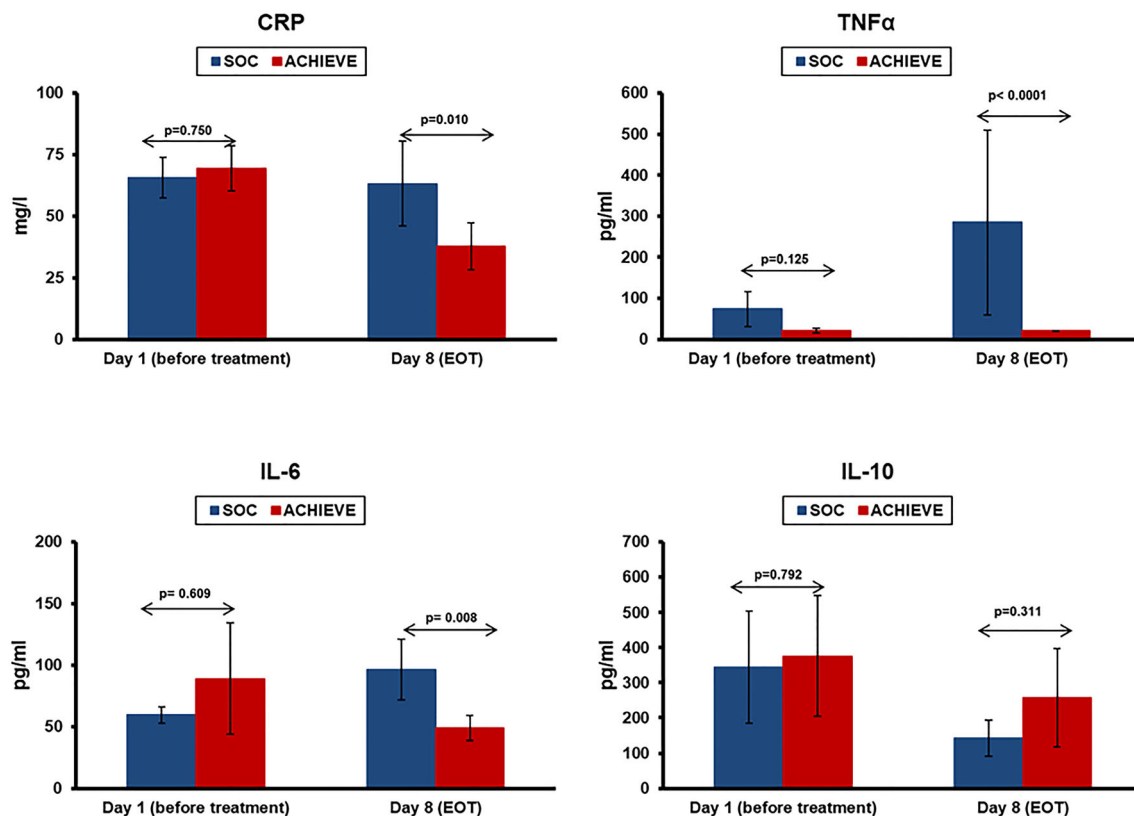 CRP
SOC ACHIEVE
100
75
50
25
0
mg/l
p=0.750
p=0.010
Day 1 (before treatment) Day 8 (EOT)
TNFα
SOC ACHIEVE
600
500
400
300
200
100
0
pg/ml
p=0.125
p< 0.0001
Day 1 (before treatment) Day 8 (EOT)
IL-6
SOC ACHIEVE
200
150
100
50
0
pg/ml
p= 0.609
p= 0.008
Day 1 (before treatment) Day 8 (EOT)
IL-10
SOC ACHIEVE
700
600
500
400
300
200
100
0
pg/ml
p=0.792
p=0.311
Day 1 (before treatment) Day 8 (EOT)